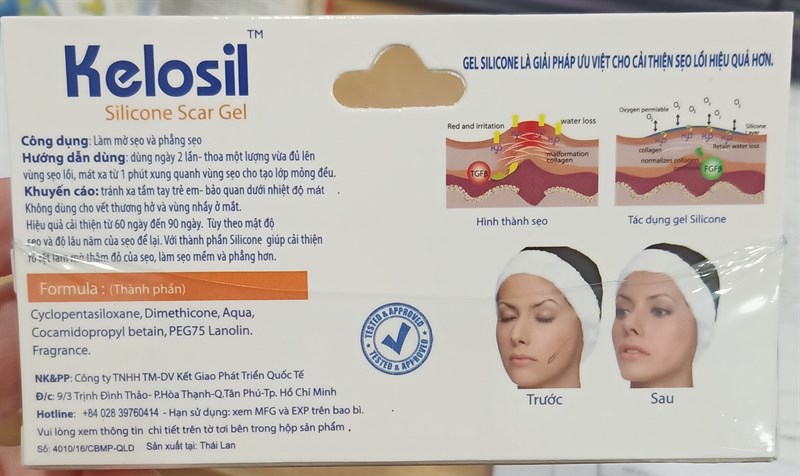 Kelosil™
Silicone Scar Gel
GEL SILICONE LÀ GIẢI PHÁP ƯU VIỆT CHO CẢI THIỆN SẸO LỒI HIỆU QUẢ HƠN.
Công dụng: Làm mờ sẹo và phẳng sẹo
Hướng dẫn dùng: dùng ngày 2 lần- thoa một lượng vừa đủ lên
vùng sẹo lồi, mát xa từ 1 phút xung quanh vùng sẹo cho tạo lớp mỏng đều.
Khuyến cáo: tránh xa tầm tay trẻ em- bảo quan dưới nhiệt độ mát .
Không dùng cho vết thương hở và vùng nhầy ở mắt.
Hiệu quả cải thiện từ 60 ngày đến 90 ngày. Tùy theo mật độ
sẹo và độ lâu năm của sẹo để lại. Với thành phần Silicone giúp cải thiện
rõ rệt làm mờ thâm đỏ của sẹo, làm sẹo mềm và phẳng hơn.
Formula : (Thành phần)
Cyclopentasiloxane, Dimethicone, Aqua,
Cocamidopropyl betain, PEG75 Lanolin.
Fragrance.
TESTED & APPROVED
TESTED & APPROVED
NK&PP: Công ty TNHH TM-DV Kết Giao Phát Triển Quốc Tế
Đ/c: 9/3 Trịnh Đình Thảo- P.Hòa Thạnh-Q.Tân Phú-Tp. Hồ Chí Minh
Hotline: +84 028 39760414 - Hạn sử dụng: xem MFG và EXP trên bao bì.
Vui lòng xem thông tin chi tiết trên tờ tơi bên trong hộp sản phẩm .
Số: 4010/16/CBMP-QLD Sản xuất tại: Thái Lan
Red and irritation
water loss
H₂O H₂O H₂O
malformation
collagen
TGFβ
Hình thành sẹo
Oxygen permiable
O₂ O₂ O₂ O₂
Silicone
Layer
H₂O H₂O H₂O
collagen
Retain water loss
normalizes collagen
FGFβ
Tác dụng gel Silicone
Trước
Sau